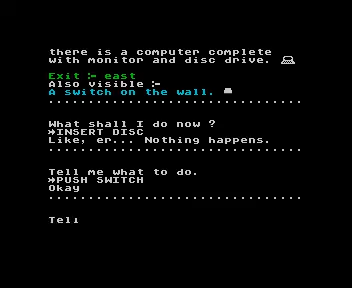 there is a computer complete
with monitor and disc drive.
Exit :- east
Also visible :-
A switch on the wall.
..................................
What shall I do now ?
*INSERT DISC
Like, er... Nothing happens.
..................................
Tell me what to do.
*PUSH SWITCH
Okay
..................................
Tell